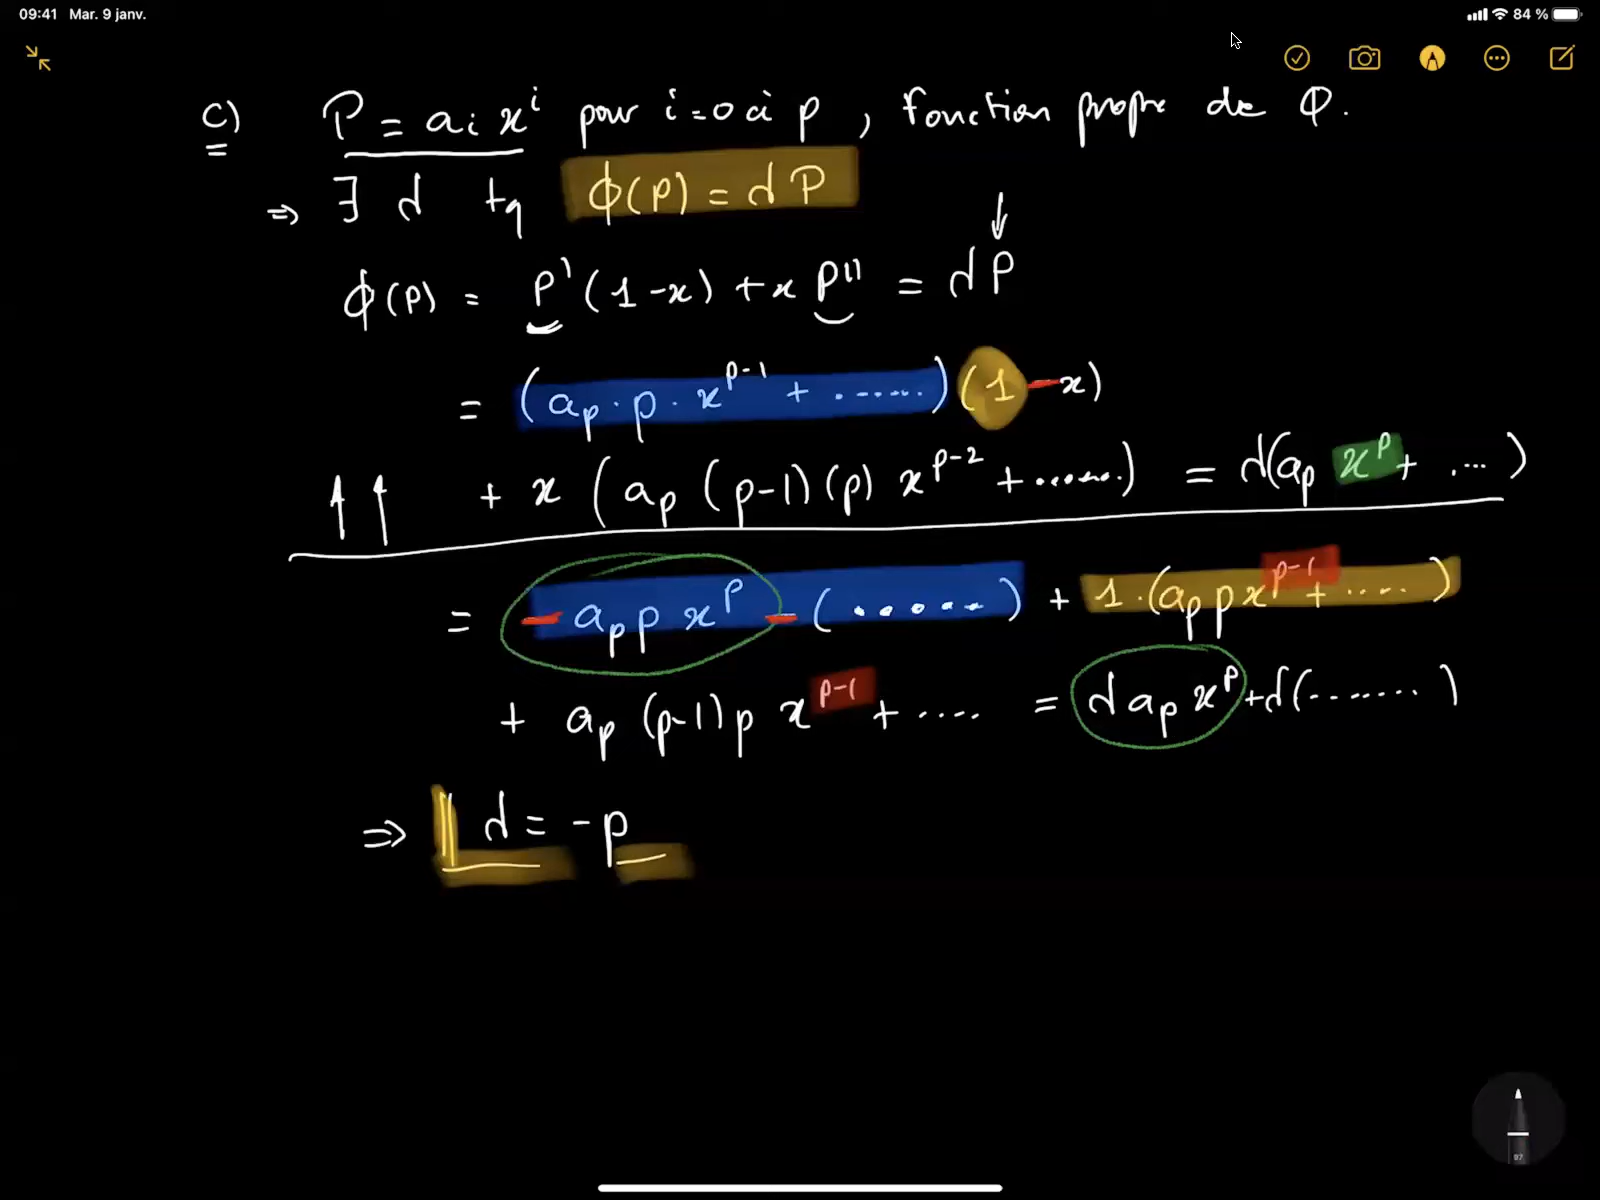 09:41 Mar. 9 janv. 84 %
c) P = aᵢ xⁱ pour i=0 à p , fonction propre de Φ.
⇒ ∃ d tq ϕ(P) = d P
ϕ(P) = P'(1-x) + x P'' = d P
= (aₚ · p · x^{p-1} + ......)(1 - x)
+ x (aₚ (p-1)(p) x^{p-2} + .......) = d(aₚ x^p + ....)
= - aₚ p x^p - (.....) + 1·(aₚ p x^{p-1} + ....)
+ aₚ (p-1) p x^{p-1} + .... = d aₚ x^p + d(.......)
⇒ d = - p
97